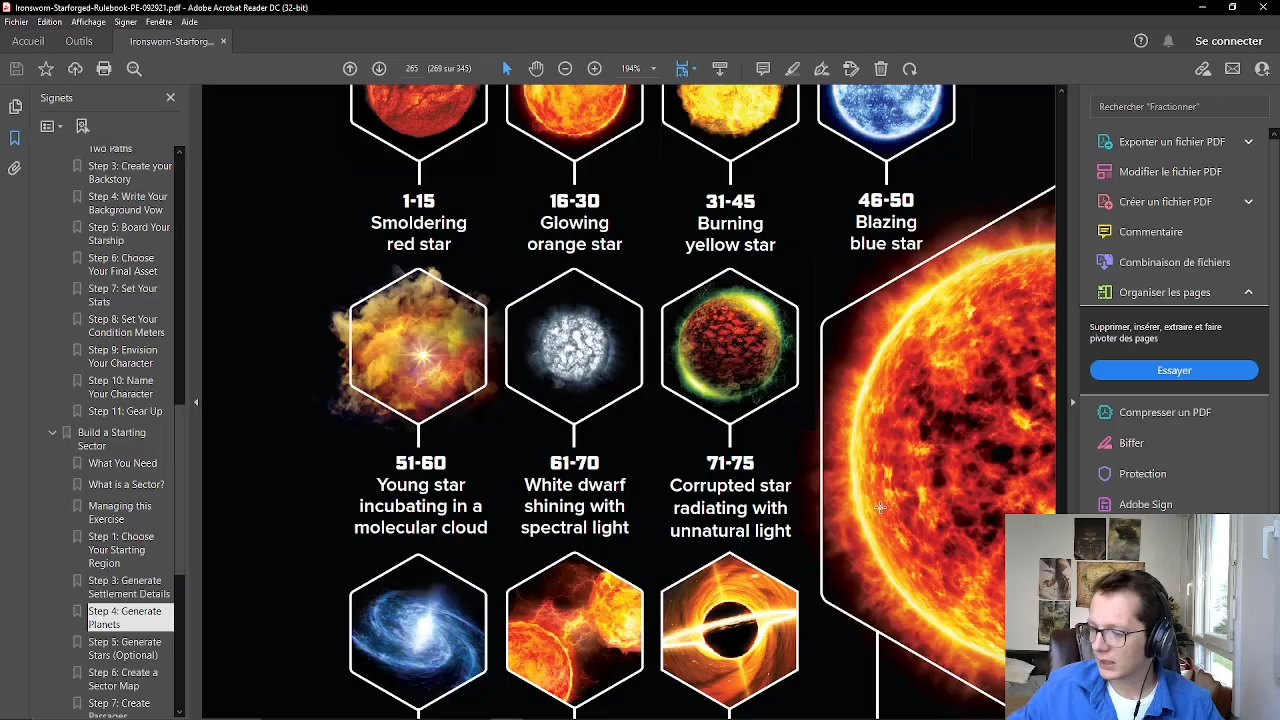 Ironsworn-Starforged-Rulebook-PE-092921.pdf - Adobe Acrobat Reader DC (32-bit)
Fichier Edition Affichage Signer Fenêtre Aide
Accueil Outils Ironsworn-Starforg... × Se connecter
265 (269 sur 345) 194%
Signets
Two Paths
Step 3: Create your
Backstory
Step 4: Write Your
Background Vow
Step 5: Board Your
Starship
Step 6: Choose
Your Final Asset
Step 7: Set Your
Stats
Step 8: Set Your
Condition Meters
Step 9: Envision
Your Character
Step 10: Name
Your Character
Step 11: Gear Up
Build a Starting
Sector
What You Need
What is a Sector?
Managing this
Exercise
Step 1: Choose
Your Starting
Region
Step 3: Generate
Settlement Details
Step 4: Generate
Planets
Step 5: Generate
Stars (Optional)
Step 6: Create a
Sector Map
Step 7: Create
Passages
1-15
Smoldering
red star
16-30
Glowing
orange star
31-45
Burning
yellow star
46-50
Blazing
blue star
51-60
Young star
incubating in a
molecular cloud
61-70
White dwarf
shining with
spectral light
71-75
Corrupted star
radiating with
unnatural light
Rechercher "Fractionner"
Exporter un fichier PDF
Modifier le fichier PDF
Créer un fichier PDF
Commentaire
Combinaison de fichiers
Organiser les pages
Supprimer, insérer, extraire et faire
pivoter des pages
Essayer
Compresser un PDF
Biffer
Protection
Adobe Sign